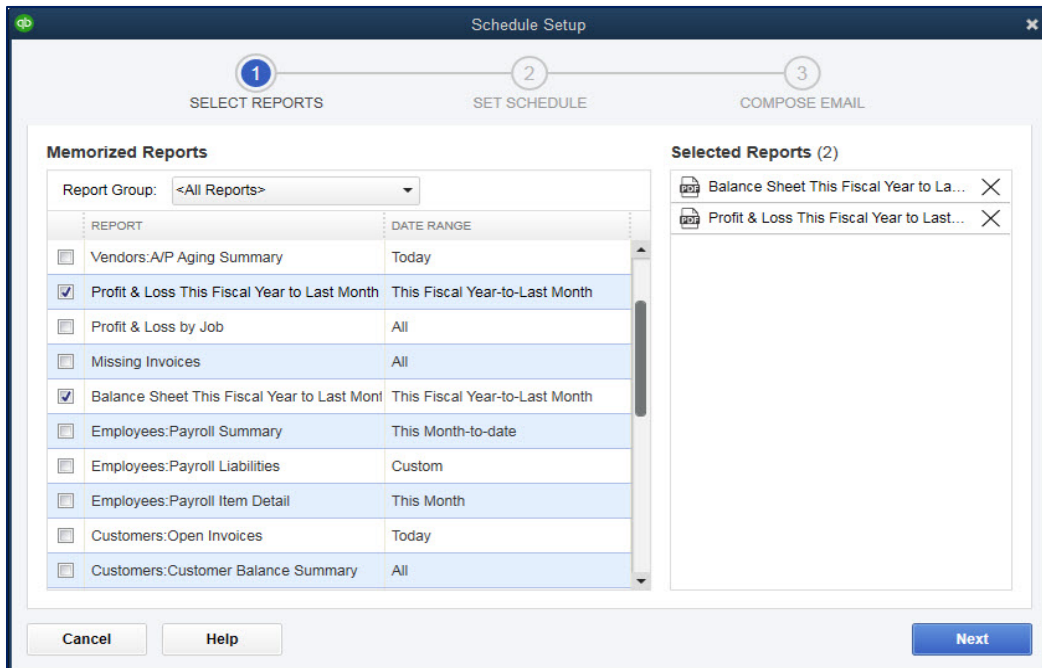 qb
Schedule Setup
1 2 3
SELECT REPORTS SET SCHEDULE COMPOSE EMAIL
Memorized Reports
Report Group: <All Reports>
REPORT DATE RANGE
Vendors:A/P Aging Summary Today
Profit & Loss This Fiscal Year to Last Month This Fiscal Year-to-Last Month
Profit & Loss by Job All
Missing Invoices All
Balance Sheet This Fiscal Year to Last Mont This Fiscal Year-to-Last Month
Employees:Payroll Summary This Month-to-date
Employees:Payroll Liabilities Custom
Employees:Payroll Item Detail This Month
Customers:Open Invoices Today
Customers:Customer Balance Summary All
Selected Reports (2)
PDF Balance Sheet This Fiscal Year to La...
PDF Profit & Loss This Fiscal Year to Last...
Cancel Help Next